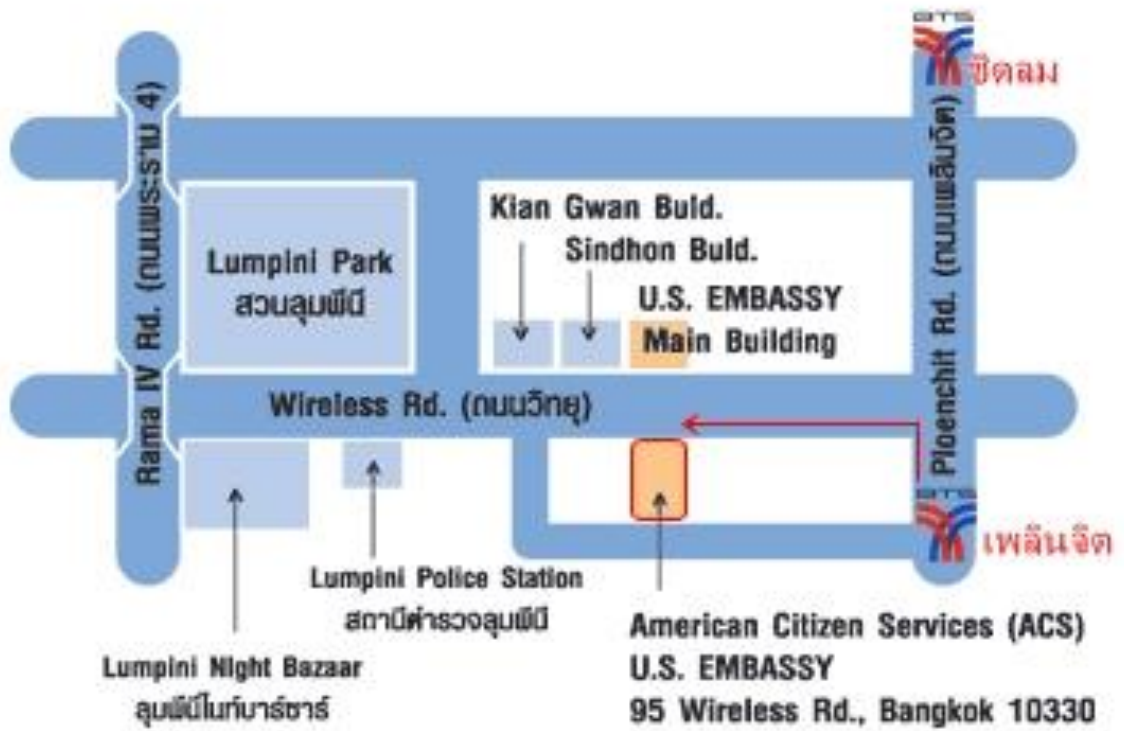 BTS
ชิดลม
Rama IV Rd. (ถนนพระราม 4)
Ploenchit Rd. (ถนนเพลินจิต)
Kian Gwan Buld.
Sindhon Buld.
Lumpini Park
สวนลุมพีนี
U.S. EMBASSY
Main Building
Wireless Rd. (ถนนวิทยุ)
BTS
เพลินจิต
Lumpini Police Station
สถานีตำรวจลุมพีนี
Lumpini Night Bazaar
ลุมพีนีไนท์บาร์ซาร์
American Citizen Services (ACS)
U.S. EMBASSY
95 Wireless Rd., Bangkok 10330